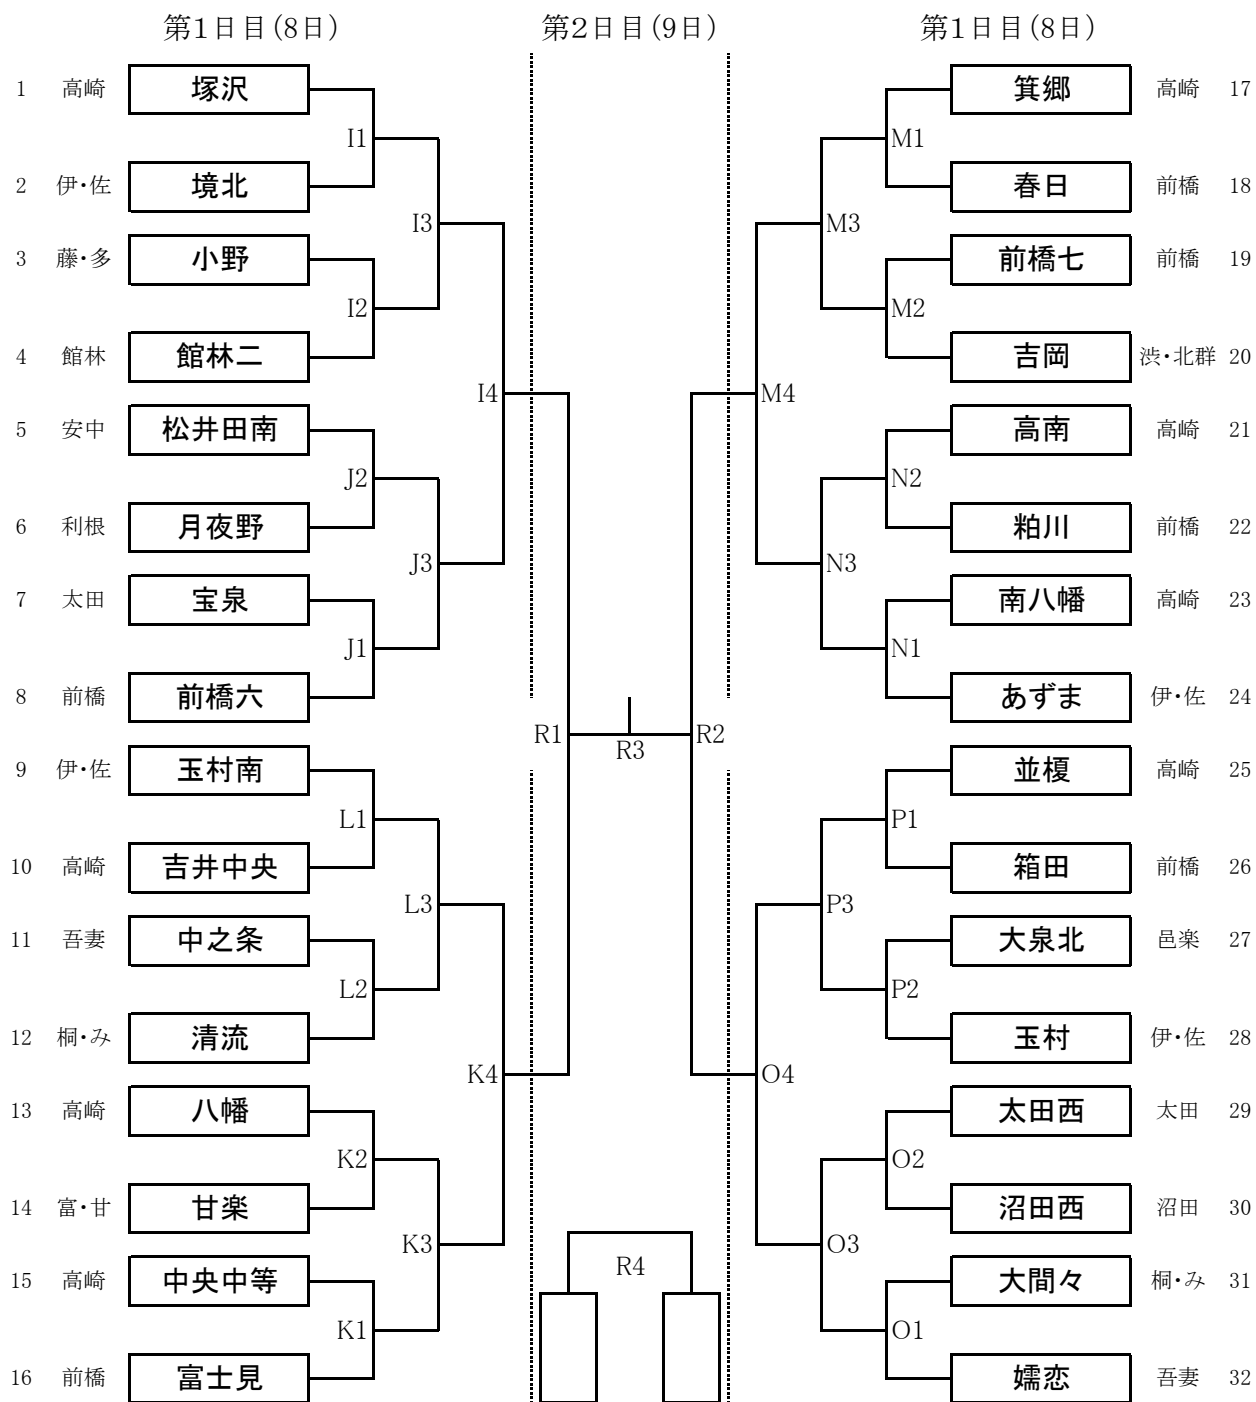 第1日目(8日) 第2日目(9日) 第1日目(8日)
1 高崎 塚沢 箕郷 高崎 17
I1 M1
2 伊・佐 境北 春日 前橋 18
I3 M3
3 藤・多 小野 前橋七 前橋 19
I2 M2
4 館林 館林二 吉岡 渋・北群 20
I4 M4
5 安中 松井田南 高南 高崎 21
J2 N2
6 利根 月夜野 粕川 前橋 22
J3 N3
7 太田 宝泉 南八幡 高崎 23
J1 N1
8 前橋 前橋六 あずま 伊・佐 24
R1 R3 R2
9 伊・佐 玉村南 並榎 高崎 25
L1 P1
10 高崎 吉井中央 箱田 前橋 26
L3 P3
11 吾妻 中之条 大泉北 邑楽 27
L2 P2
12 桐・み 清流 玉村 伊・佐 28
K4 O4
13 高崎 八幡 太田西 太田 29
K2 O2
14 富・甘 甘楽 沼田西 沼田 30
K3 R4 O3
15 高崎 中央中等 大間々 桐・み 31
K1 O1
16 前橋 富士見 嬬恋 吾妻 32